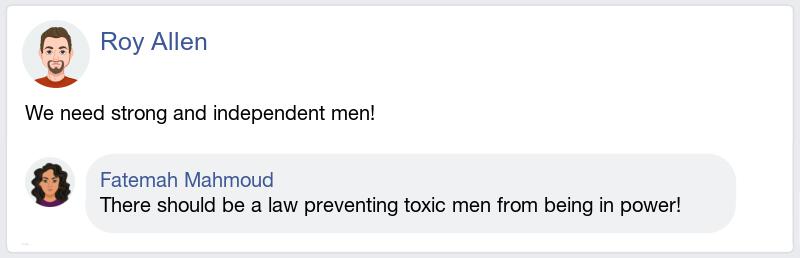 Roy Allen
We need strong and independent men!
Fatemah Mahmoud
There should be a law preventing toxic men from being in power!